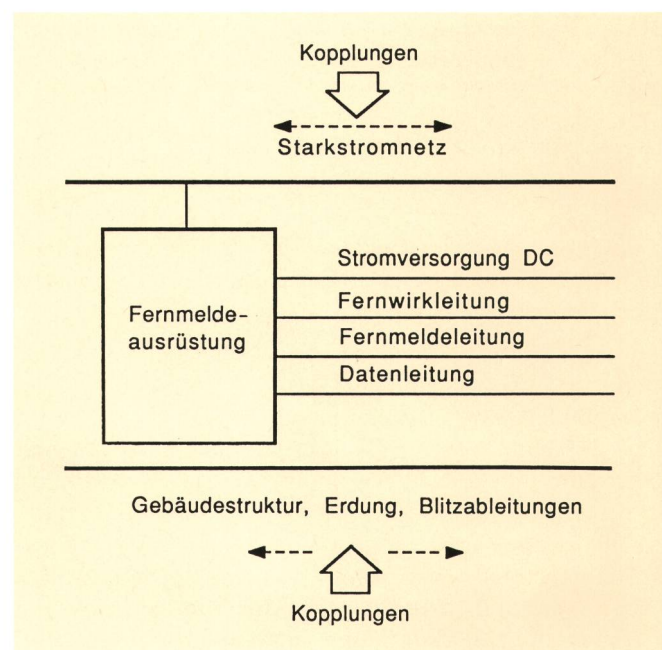 Kopplungen
Starkstromnetz
Stromversorgung DC
Fernwirkleitung
Fernmelde-
ausrüstung
Fernmeldeleitung
Datenleitung
Gebäudestruktur, Erdung, Blitzableitungen
Kopplungen